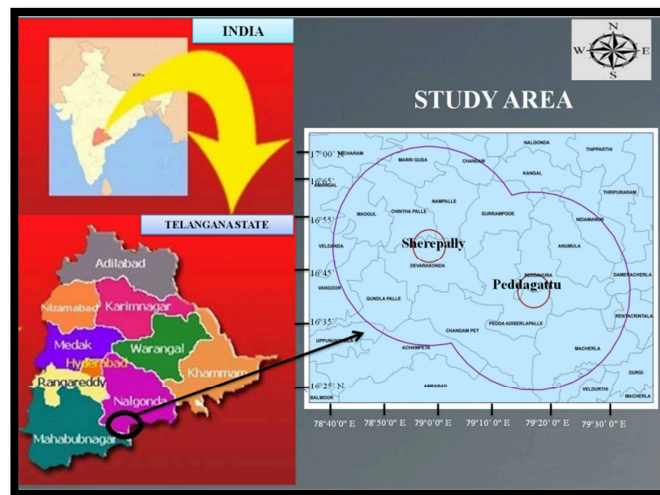 INDIA
N
W E
S
STUDY AREA
TELANGANASTATE
Adilabad
Nizamabad
Karimnagar
Medak
Warangal
Hyderabad
Rangareddy
Khammam
Nalgonda
Mahabubnagar
17°00' N
16°65'
16°55'
16°45'
16°35'
16°25' N
NALGONDA
THIPPARTHI
MARRI GUDA
CHANDUR
KANGAL
THRIPURARAM
NAMPALLE
MADGUL
CHINTHA PALLE
GURRAMPODE
NIDAMANUR
VELDANDA
Sherepally
ANUMULA
DEVARAKONDA
PEDDAVURA
DAMERACHERLA
Peddagattu
VANGOOR
GUNDLA PALLE
RENTACHINTALA
CHANDAM PET
PEDDA ADISERLAPALLE
ACHAMPETA
MACHERLA
DURGI
AMRABAD
VELDURTHI
BALMOOR
MACHERLA
78°40'0" E
78°50'0" E
79°0'0" E
79°10'0" E
79°20'0" E
79°30'0" E